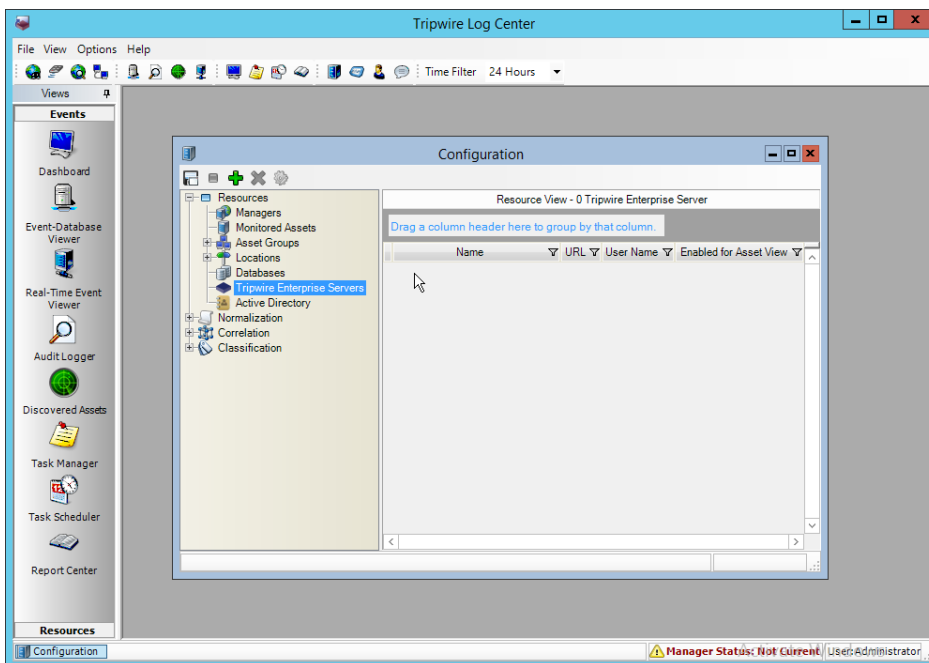 Tripwire Log Center
File View Options Help
Time Filter 24 Hours
Views
Events
Dashboard
Event-Database
Viewer
Real-Time Event
Viewer
Audit Logger
Discovered Assets
Task Manager
Task Scheduler
Report Center
Resources
Configuration
Resources
Managers
Monitored Assets
Asset Groups
Locations
Databases
Tripwire Enterprise Servers
Active Directory
Normalization
Correlation
Classification
Resource View - 0 Tripwire Enterprise Server
Drag a column header here to group by that column.
Name URL User Name Enabled for Asset View
Configuration
Manager Status: Not Current User: Administrator